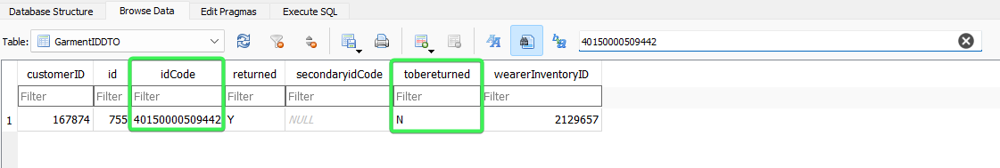 Database Structure Browse Data Edit Pragmas Execute SQL
Table: GarmentIDDTO 40150000509442
customerID id idCode returned secondaryidCode tobereturned wearerInventoryID
Filter Filter Filter Filter Filter Filter Filter
1 167874 755 40150000509442 Y NULL N 2129657